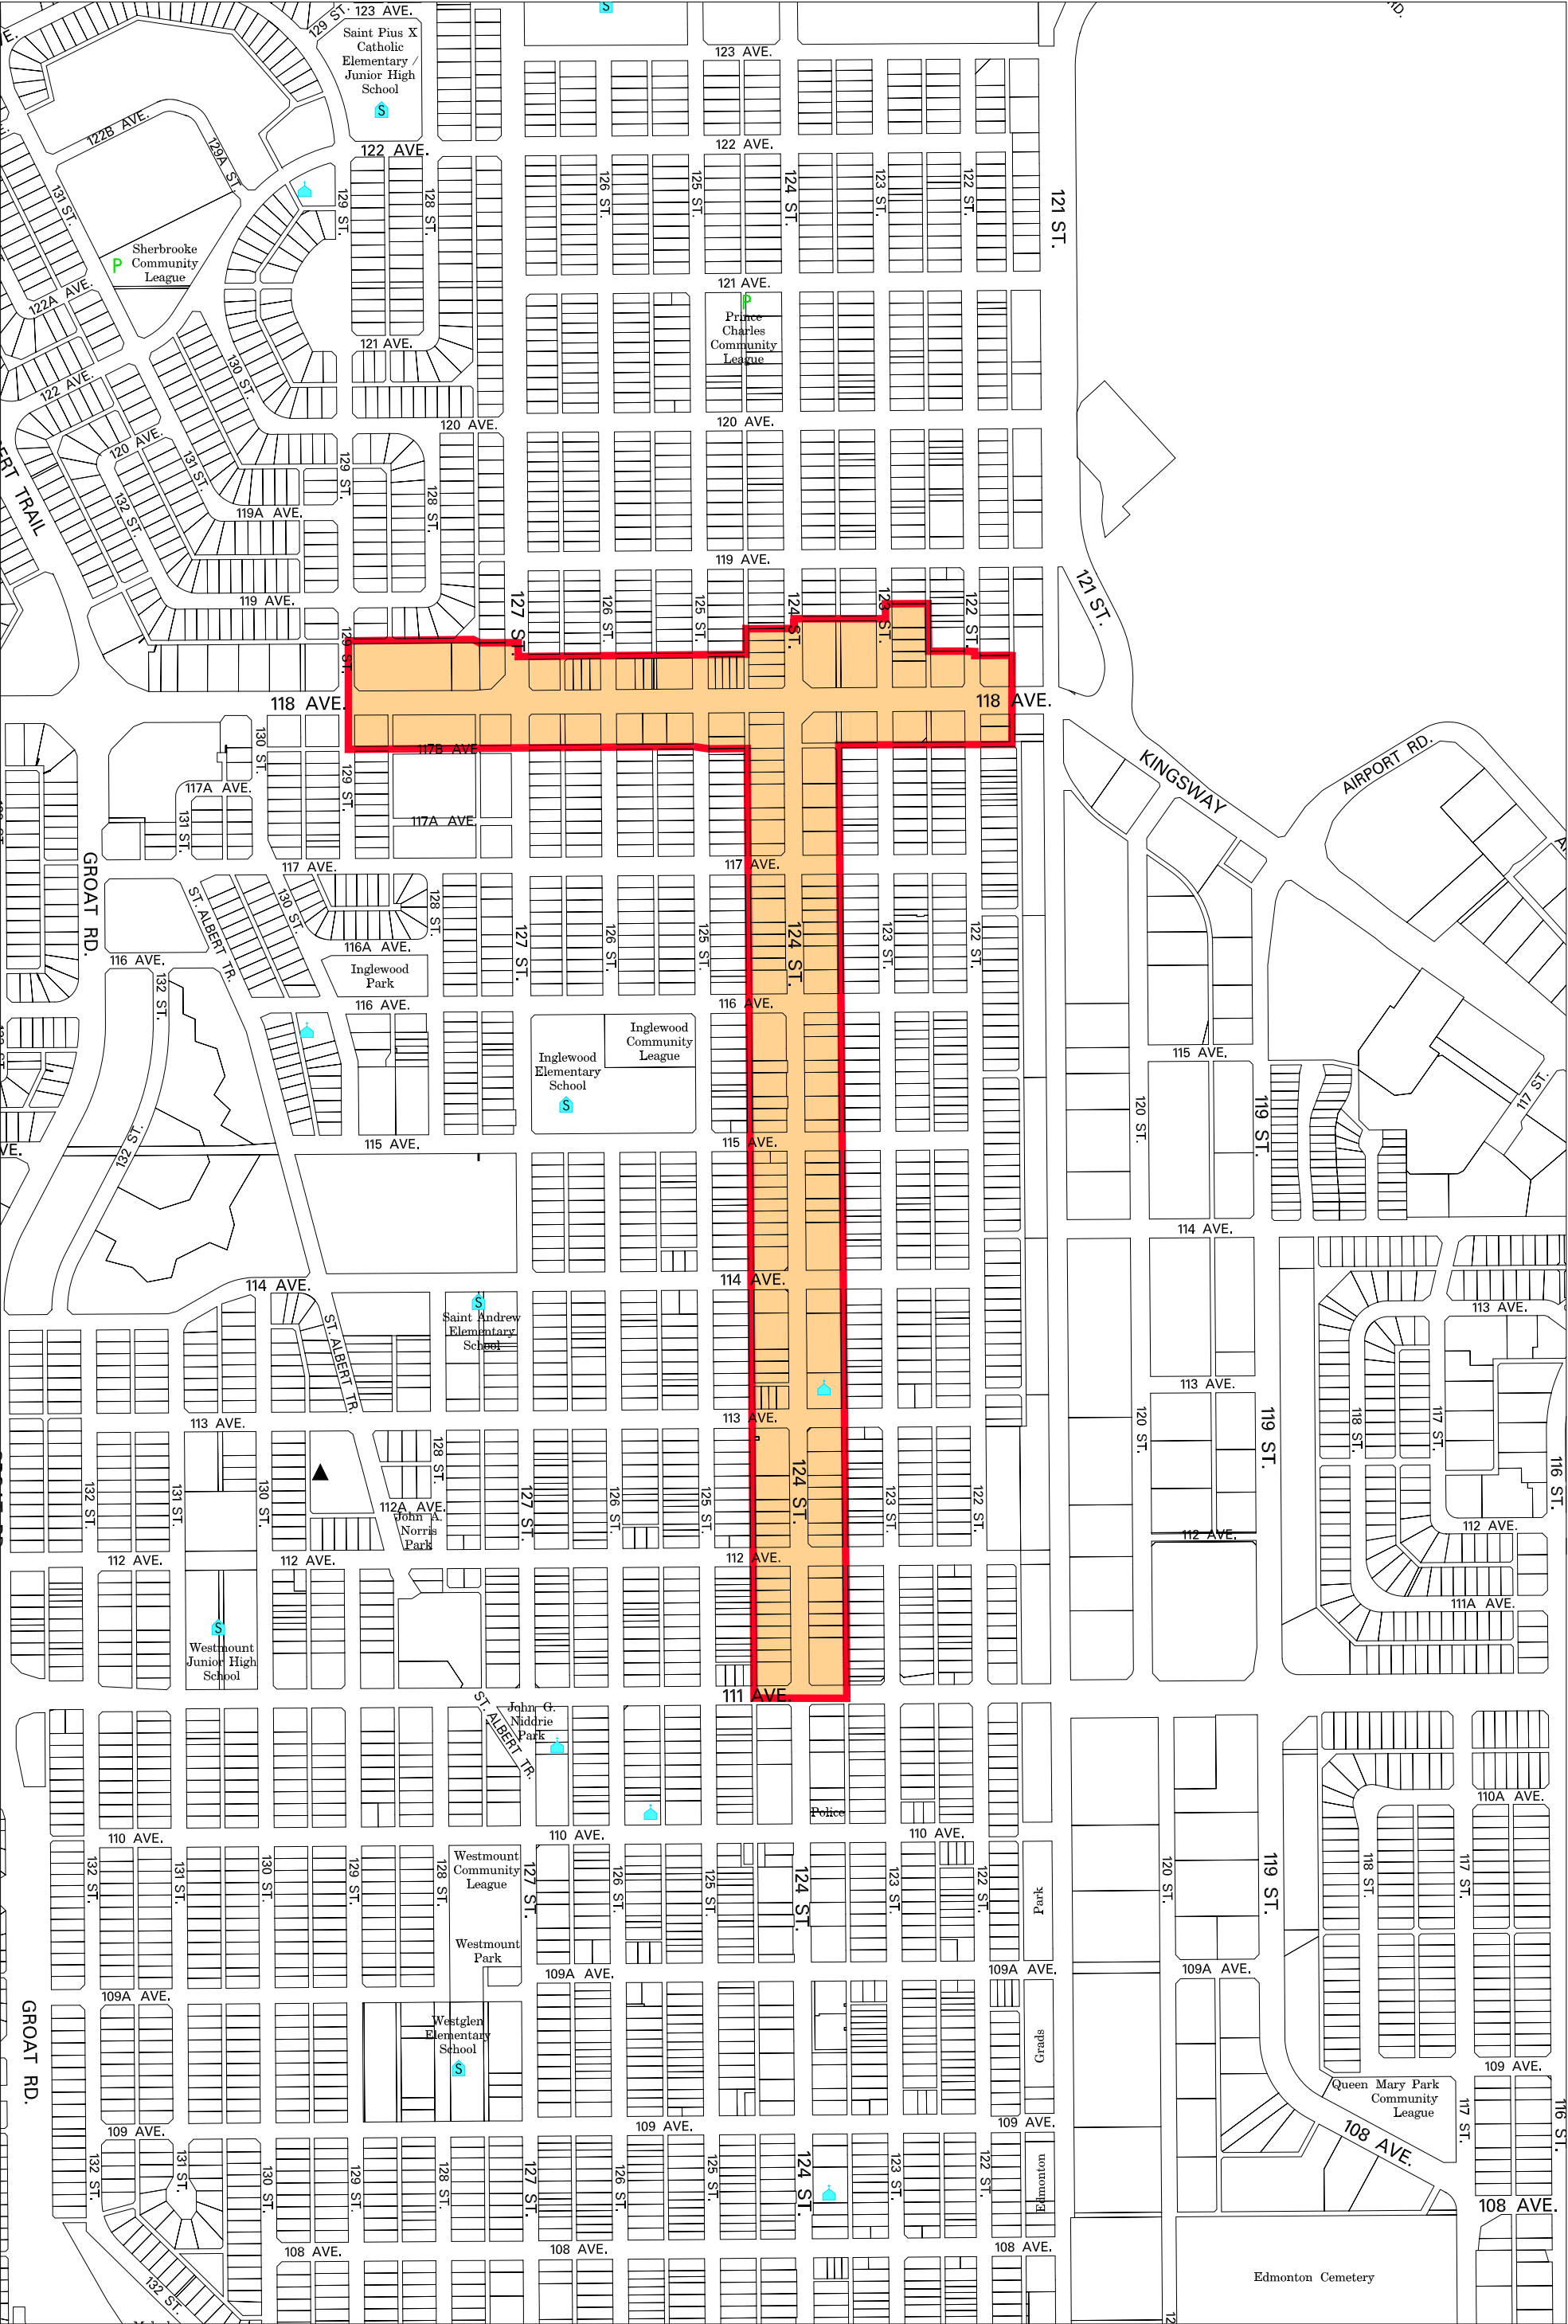 129 ST.
123 AVE.
RD.
Saint Pius X
Catholic
Elementary /
Junior High
School
S
S
123 AVE.
122B AVE.
129A ST.
122 AVE.
122 AVE.
131 ST.
129 ST.
128 ST.
126 ST.
125 ST.
124 ST.
123 ST.
122 ST.
121 ST.
P
Sherbrooke
Community
League
122A AVE.
121 AVE.
P
Prince
Charles
Community
League
121 AVE.
130 ST.
122 AVE.
120 AVE.
120 AVE.
120 AVE.
131 ST.
129 ST.
128 ST.
132 ST.
119A AVE.
TRAIL
119 AVE.
119 AVE.
129 ST.
127 ST.
126 ST.
125 ST.
124 ST.
123 ST.
122 ST.
121 ST.
118 AVE.
118 AVE.
130 ST.
117B AVE.
129 ST.
KINGSWAY
AIRPORT RD.
117A AVE.
131 ST.
117A AVE.
GROAT RD.
117 AVE.
117 AVE.
ST. ALBERT TR.
130 ST.
128 ST.
116A AVE.
127 ST.
126 ST.
125 ST.
124 ST.
123 ST.
122 ST.
116 AVE.
Inglewood
Park
132 ST.
116 AVE.
116 AVE.
Inglewood
Community
League
Inglewood
Elementary
School
S
115 AVE.
120 ST.
119 ST.
117 ST.
132 ST.
115 AVE.
115 AVE.
114 AVE.
114 AVE.
114 AVE.
S
Saint Andrew
Elementary
School
ST. ALBERT TR.
113 AVE.
113 AVE.
113 AVE.
113 AVE.
120 ST.
119 ST.
118 ST.
117 ST.
116 ST.
132 ST.
131 ST.
130 ST.
128 ST.
112A AVE.
John A.
Norris
Park
127 ST.
126 ST.
125 ST.
124 ST.
123 ST.
122 ST.
112 AVE.
112 AVE.
112 AVE.
112 AVE.
112 AVE.
111A AVE.
S
Westmount
Junior High
School
111 AVE.
ST. ALBERT TR.
John G.
Niddrie
Park
Police
110A AVE.
110 AVE.
110 AVE.
110 AVE.
132 ST.
131 ST.
130 ST.
129 ST.
128 ST.
Westmount
Community
League
127 ST.
126 ST.
125 ST.
124 ST.
123 ST.
122 ST.
Park
120 ST.
119 ST.
118 ST.
117 ST.
Westmount
Park
109A AVE.
109A AVE.
109A AVE.
109A AVE.
GROAT RD.
Westglen
Elementary
School
S
Grads
109 AVE.
Queen Mary Park
Community
League
117 ST.
116 ST.
109 AVE.
109 AVE.
109 AVE.
108 AVE.
132 ST.
131 ST.
130 ST.
129 ST.
128 ST.
127 ST.
126 ST.
125 ST.
124 ST.
123 ST.
122 ST.
Edmonton
108 AVE.
108 AVE.
108 AVE.
108 AVE.
132 ST.
Edmonton Cemetery